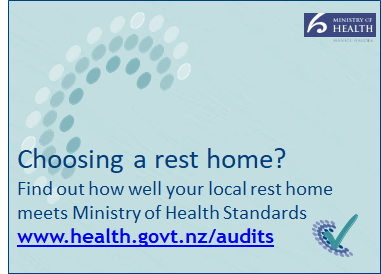 MINISTRY OF
HEALTH
Choosing a rest home?
Find out how well your local rest home
meets Ministry of Health Standards
www.health.govt.nz/audits